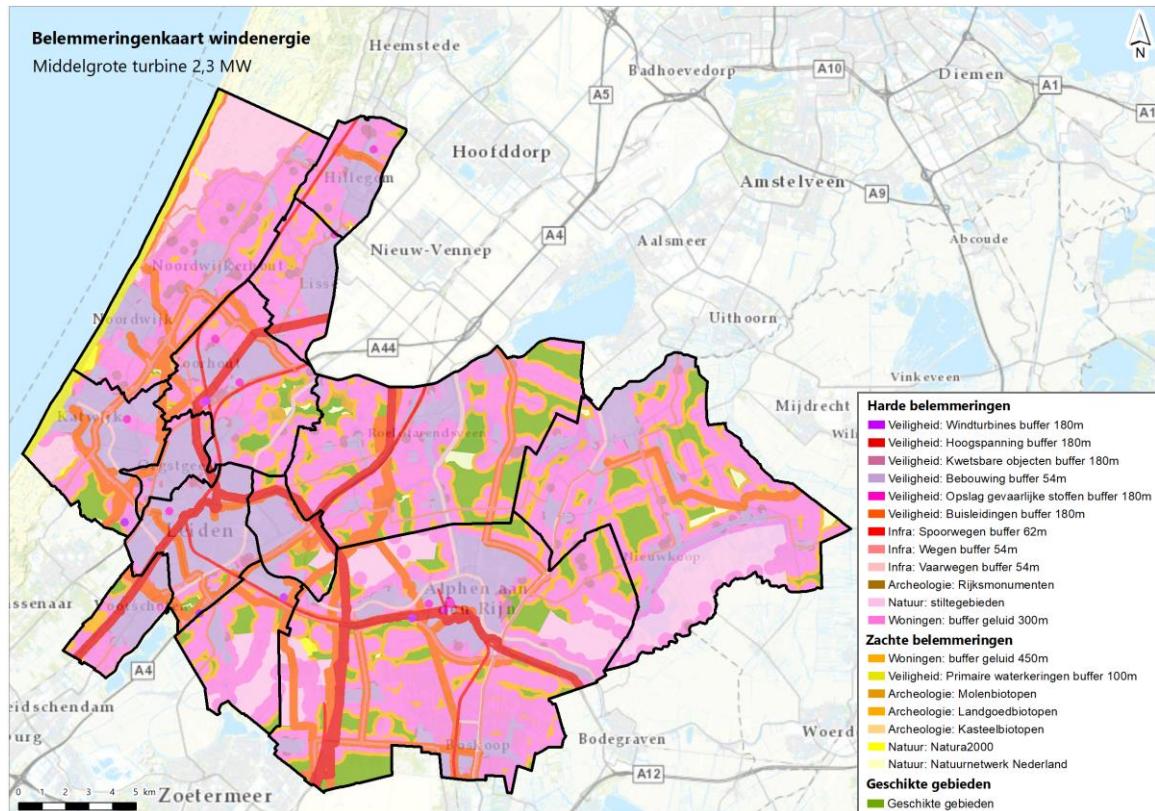 Belemmeringenkaart windenergie
Middelgrote turbine 2,3 MW
N
Heemstede
Badhoevedorp
A10
Diemen
A1
A5
Hoofddorp
Hillegom
Amstelveen
A9
A4
Nieuw-Vennep
Aalsmeer
Abcoude
Noordwijkerhout
Lisse
Uithoorn
Noordwijk
A44
Vinkeveen
Mijdrecht
Katwijk
Leiden
Nieuwkoop
Alphen aan
den Rijn
A4
Boskoop
Bodegraven
A12
Zoetermeer
0 1 2 3 4 5 km
Harde belemmeringen
Veiligheid: Windturbines buffer 180m
Veiligheid: Hoogspanning buffer 180m
Veiligheid: Kwetsbare objecten buffer 180m
Veiligheid: Bebouwing buffer 54m
Veiligheid: Opslag gevaarlijke stoffen buffer 180m
Veiligheid: Buisleidingen buffer 180m
Infra: Spoorwegen buffer 62m
Infra: Wegen buffer 54m
Infra: Vaarwegen buffer 54m
Archeologie: Rijksmonumenten
Natuur: stiltegebieden
Woningen: buffer geluid 300m
Zachte belemmeringen
Woningen: buffer geluid 450m
Veiligheid: Primaire waterkeringen buffer 100m
Archeologie: Molenbiotopen
Archeologie: Landgoedbiotopen
Archeologie: Kasteelbiotopen
Natuur: Natura2000
Natuur: Natuurnetwerk Nederland
Geschikte gebieden
Geschikte gebieden